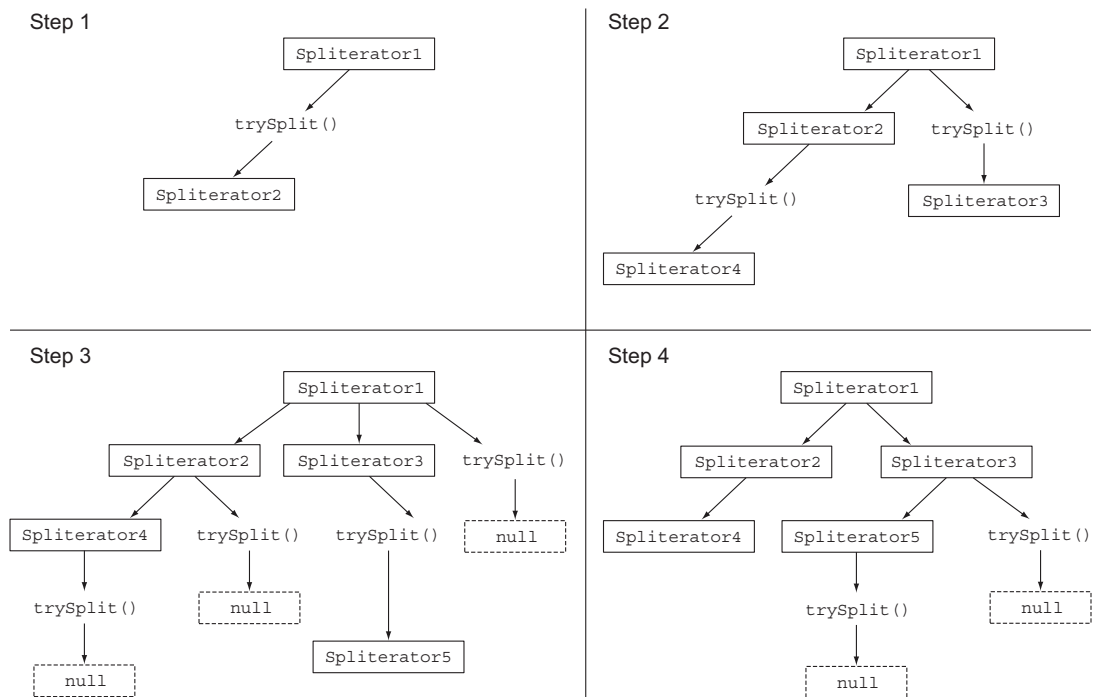 Step 1
Spliterator1
trySplit()
Spliterator2
Step 2
Spliterator1
Spliterator2
trySplit()
trySplit()
Spliterator3
Spliterator4
Step 3
Spliterator1
Spliterator2
Spliterator3
trySplit()
Spliterator4
trySplit()
trySplit()
null
trySplit()
null
Spliterator5
null
Step 4
Spliterator1
Spliterator2
Spliterator3
Spliterator4
Spliterator5
trySplit()
trySplit()
null
null